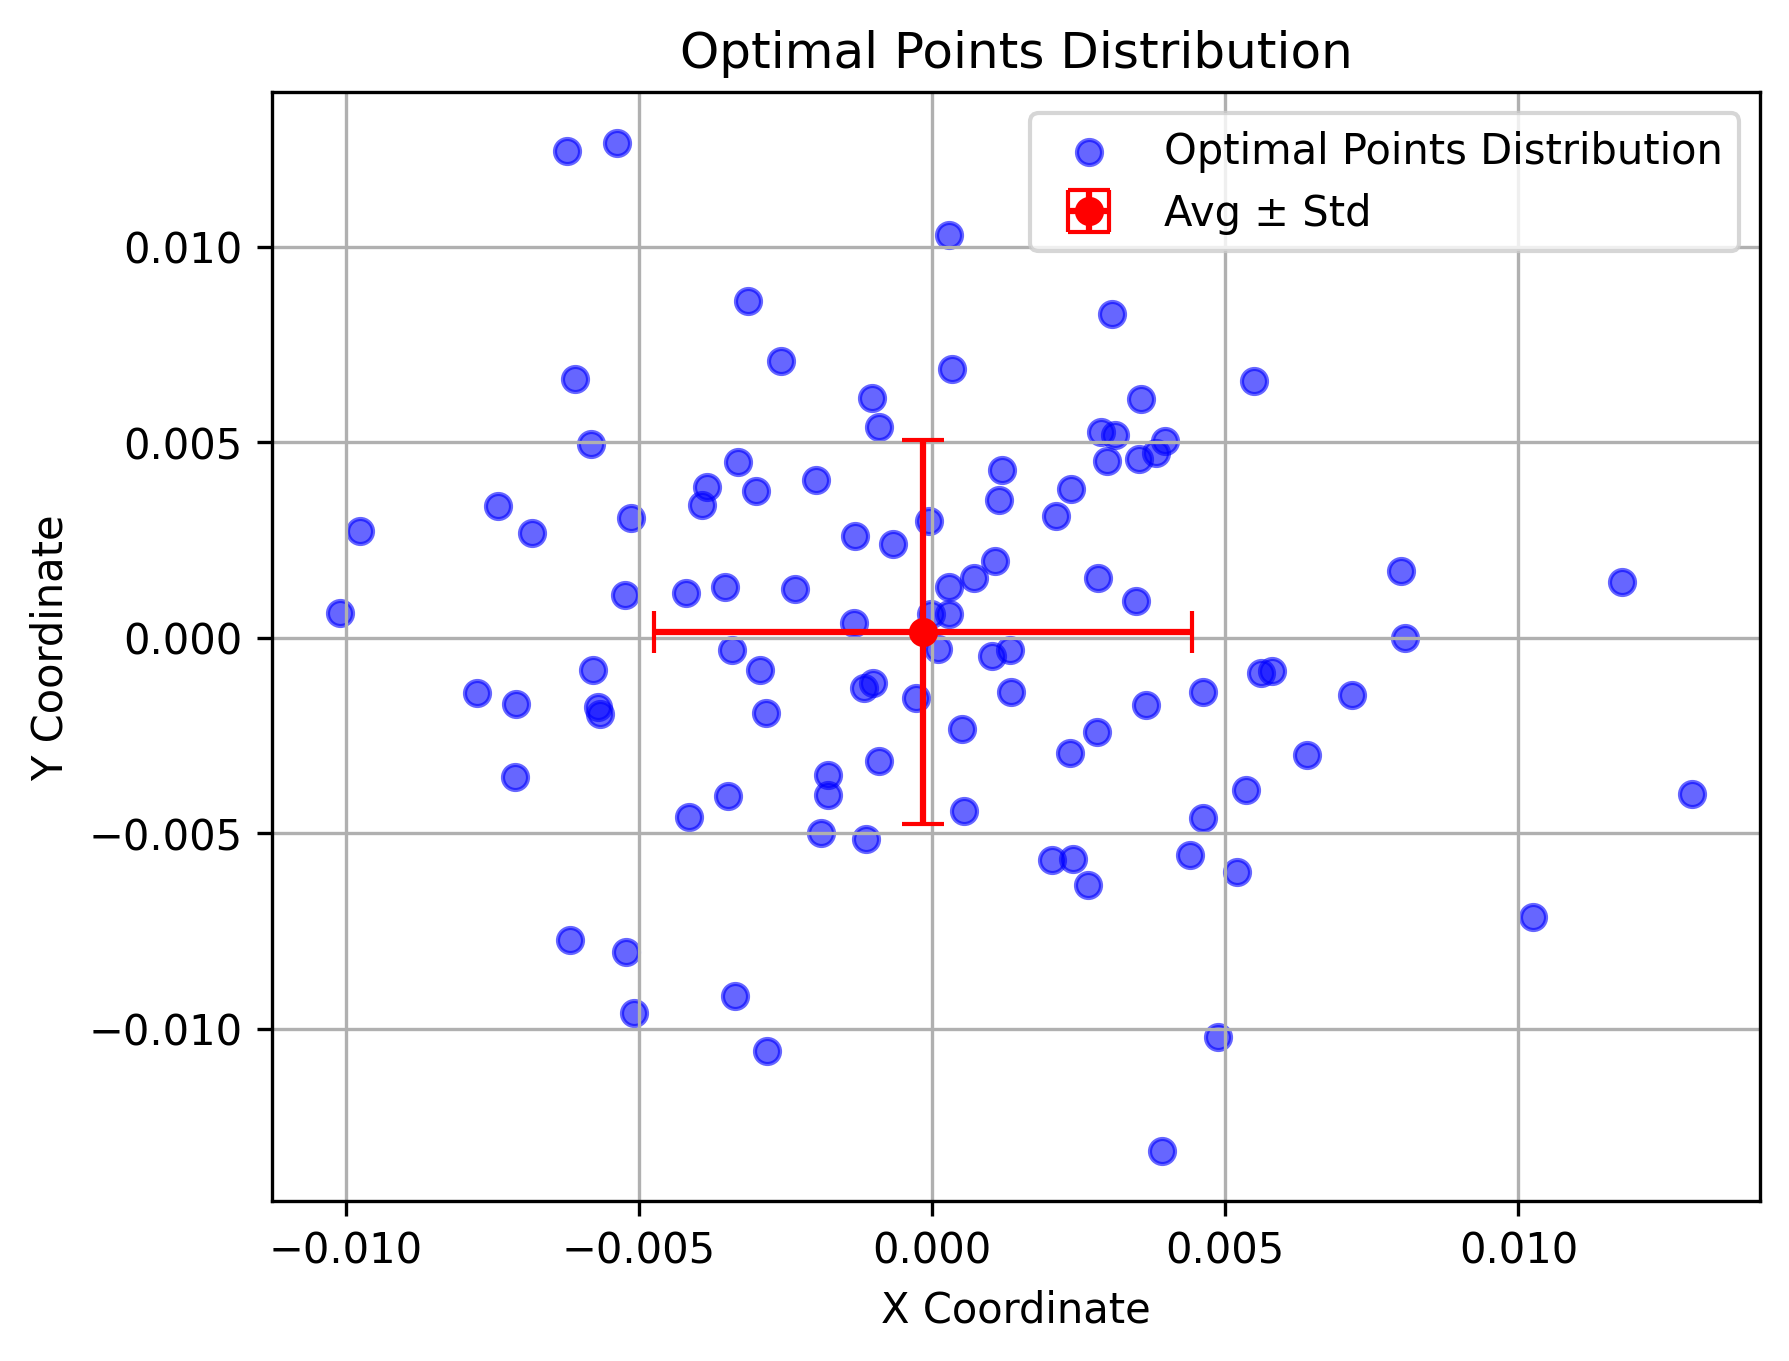 Optimal Points Distribution
Optimal Points Distribution
Avg ± Std
0.010
0.005
0.000
−0.005
−0.010
Y Coordinate
−0.010 −0.005 0.000 0.005 0.010
X Coordinate